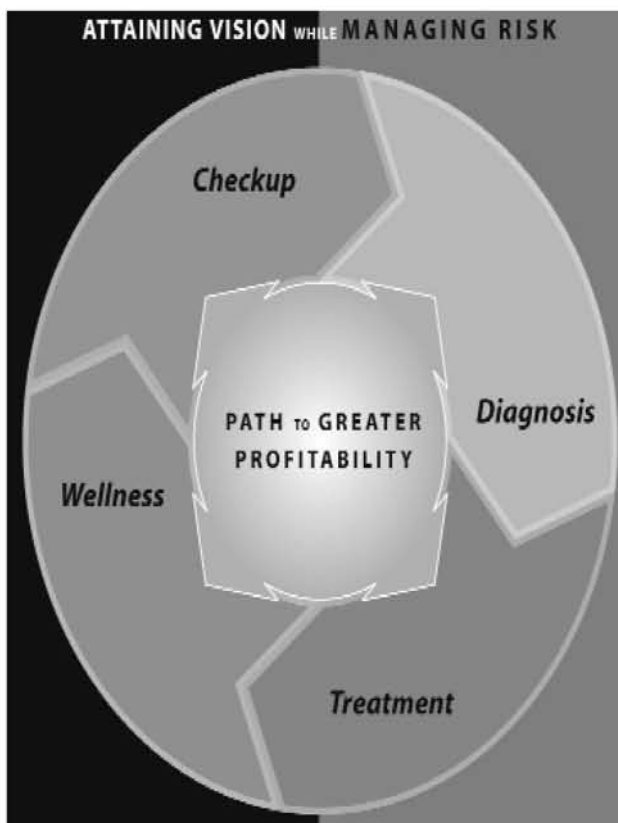 ATTAINING VISION WHILE MANAGING RISK
Checkup
Diagnosis
PATH TO GREATER
PROFITABILITY
Wellness
Treatment